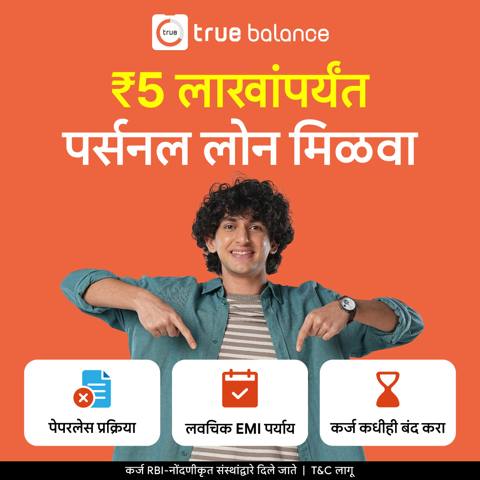 true
true balance
₹5 लाखांपर्यंत
पर्सनल लोन मिळवा
पेपरलेस प्रक्रिया
लवचिक EMI पर्याय
कर्ज कधीही बंद करा
कर्ज RBI-नोंदणीकृत संस्थांद्वारे दिले जाते | T&C लागू